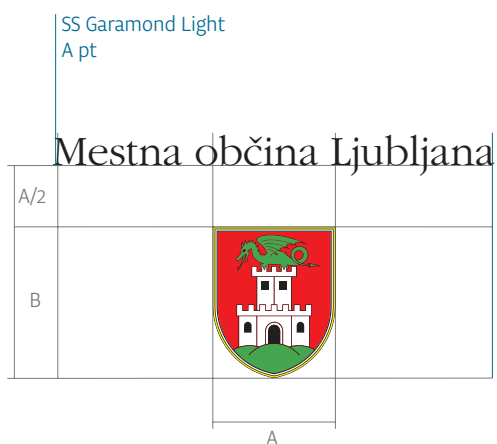 SS Garamond Light
A pt
Mestna občina Ljubljana
A/2
B
A